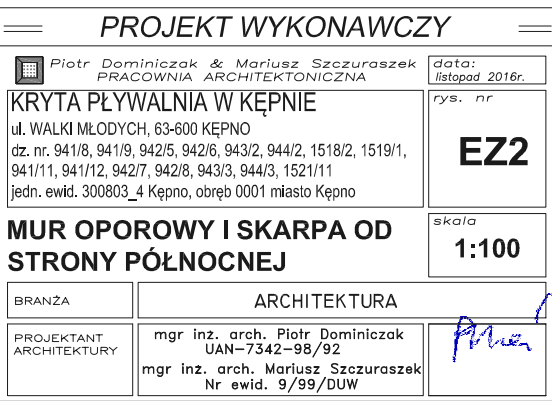 PROJEKT WYKONAWCZY
Piotr Dominiczak & Mariusz Szczuraszek
PRACOWNIA ARCHITEKTONICZNA
data:
listopad 2016r.
KRYTA PŁYWALNIA W KĘPNIE
ul. WALKI MŁODYCH, 63-600 KĘPNO
dz. nr. 941/8, 941/9, 942/5, 942/6, 943/2, 944/2, 1518/2, 1519/1,
941/11, 941/12, 942/7, 942/8, 943/3, 944/3, 1521/11
jedn. ewid. 300803_4 Kępno, obręb 0001 miasto Kępno
rys. nr
EZ2
MUR OPOROWY I SKARPA OD
STRONY PÓŁNOCNEJ
skala
1:100
BRANŻA
ARCHITEKTURA
PROJEKTANT
ARCHITEKTURY
mgr inż. arch. Piotr Dominiczak
UAN-7342-98/92
mgr inż. arch. Mariusz Szczuraszek
Nr ewid. 9/99/DUW